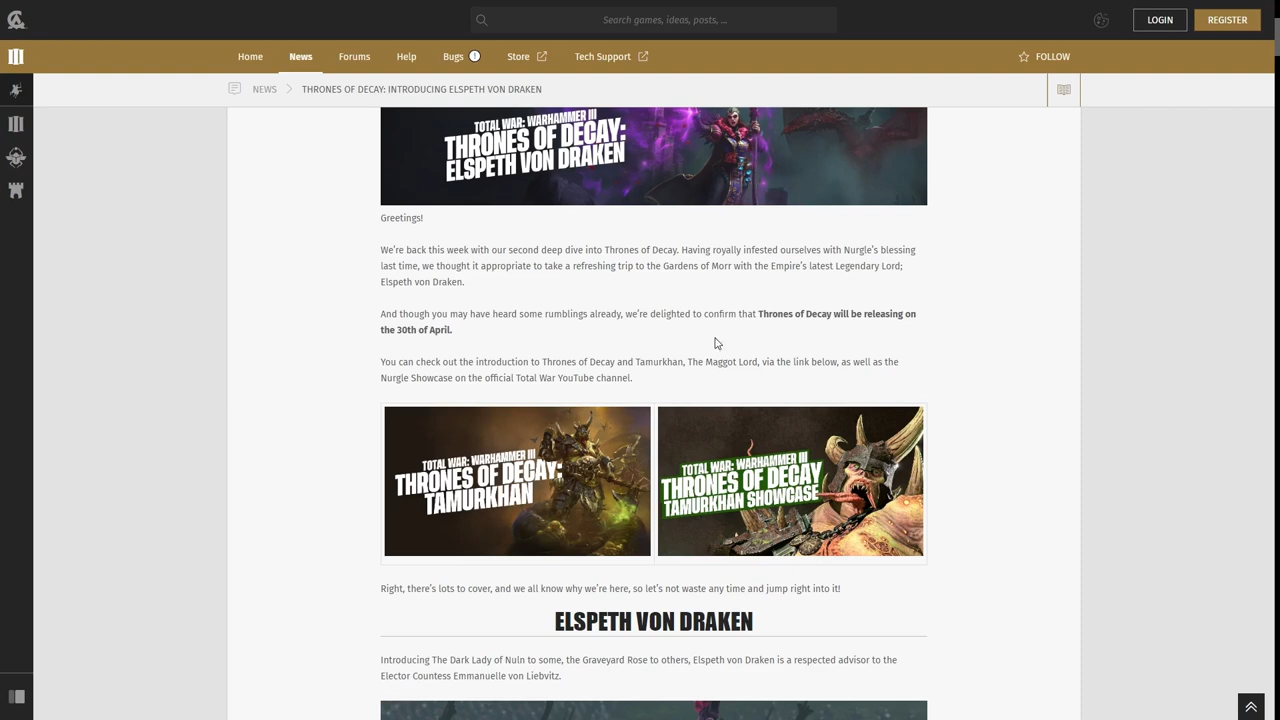 Search games, ideas, posts, ...
LOGIN
REGISTER
Home
News
Forums
Help
Bugs
Store
Tech Support
FOLLOW
NEWS
THRONES OF DECAY: INTRODUCING ELSPETH VON DRAKEN
TOTAL WAR: WARHAMMER III
THRONES OF DECAY:
ELSPETH VON DRAKEN
Greetings!
We're back this week with our second deep dive into Thrones of Decay. Having royally infested ourselves with Nurgle's blessing
last time, we thought it appropriate to take a refreshing trip to the Gardens of Morr with the Empire's latest Legendary Lord;
Elspeth von Draken.
And though you may have heard some rumblings already, we're delighted to confirm that Thrones of Decay will be releasing on
the 30th of April.
You can check out the introduction to Thrones of Decay and Tamurkhan, The Maggot Lord, via the link below, as well as the
Nurgle Showcase on the official Total War YouTube channel.
TOTAL WAR: WARHAMMER III
THRONES OF DECAY:
TAMURKHAN
TOTAL WAR: WARHAMMER III
THRONES OF DECAY
TAMURKHAN SHOWCASE
Right, there's lots to cover, and we all know why we're here, so let's not waste any time and jump right into it!
ELSPETH VON DRAKEN
Introducing The Dark Lady of Nuln to some, the Graveyard Rose to others, Elspeth von Draken is a respected advisor to the
Elector Countess Emmanuelle von Liebvitz.